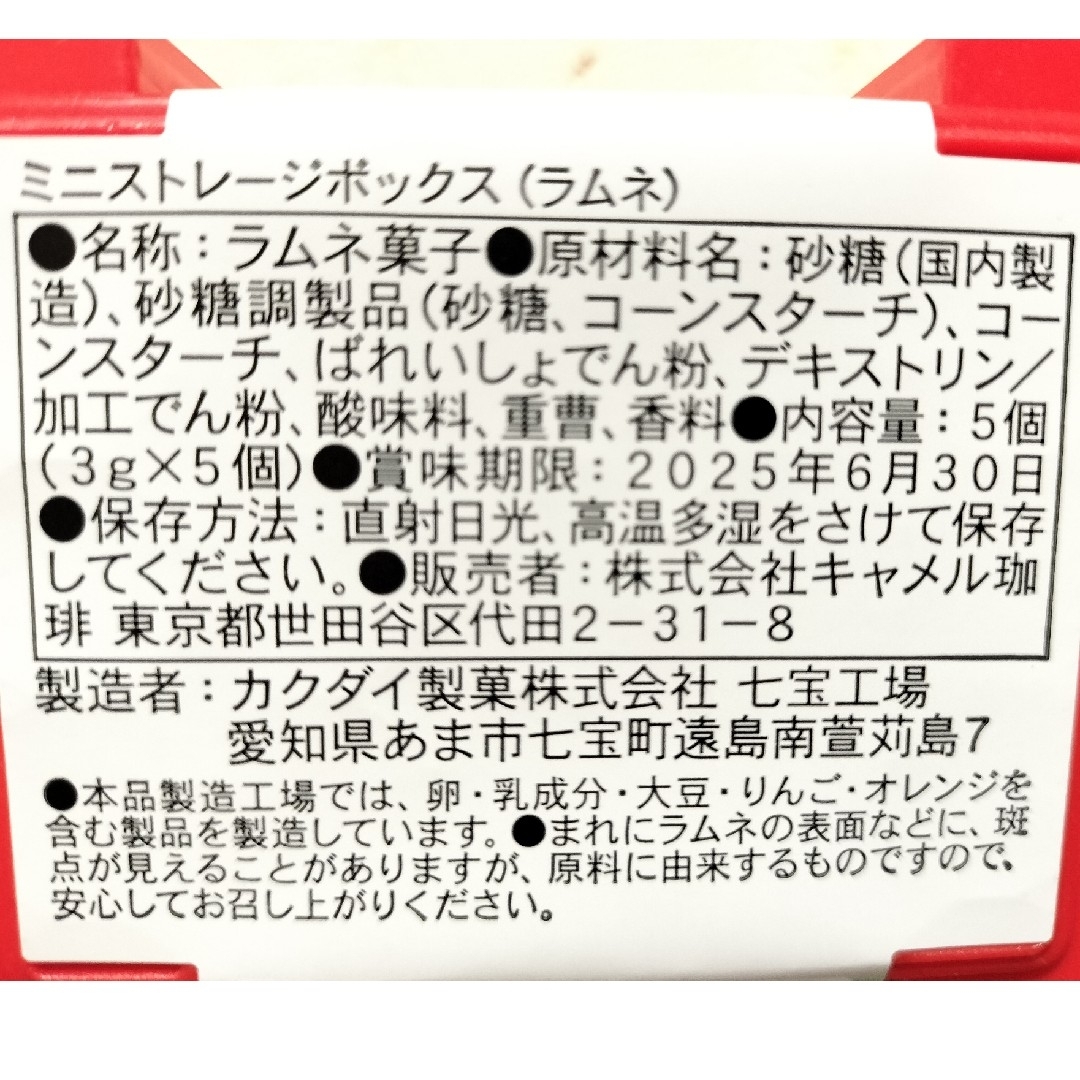 ミニストレージボックス（ラムネ）
●名称：ラムネ菓子●原材料名：砂糖（国内製
造）、砂糖調製品（砂糖、コーンスターチ）、コー
ンスターチ、ばれいしょでん粉、デキストリン／
加工でん粉、酸味料、重曹、香料●内容量：5個
（3g×5個）●賞味期限：2025年6月30日
●保存方法：直射日光、高温多湿をさけて保存
してください。●販売者：株式会社キャメル珈
琲 東京都世田谷区代田2－31－8
製造者：カクダイ製菓株式会社 七宝工場
愛知県あま市七宝町遠島南萱苅島7
●本品製造工場では、卵・乳成分・大豆・りんご・オレンジを
含む製品を製造しています。●まれにラムネの表面などに、斑
点が見えることがありますが、原料に由来するものですので、
安心してお召し上がりください。